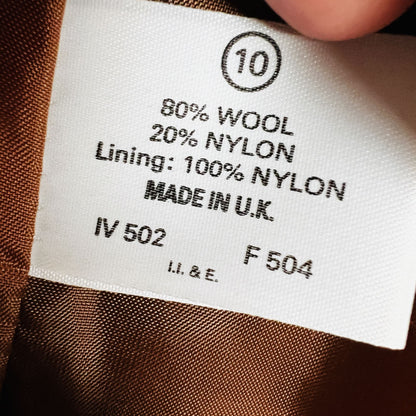 10
80% WOOL
20% NYLON
Lining: 100% NYLON
MADE IN U.K.
IV 502 F 504
I.I. & E.